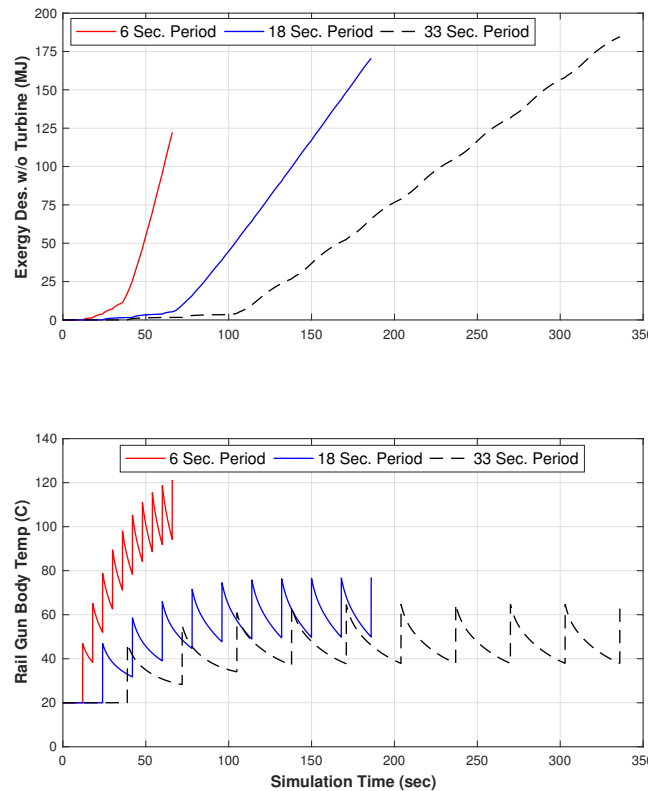 200
175
150
125
100
75
50
25
0
Exergy Des. w/o Turbine (MJ)
6 Sec. Period 18 Sec. Period 33 Sec. Period
0 50 100 150 200 250 300 350
140
120
100
80
60
40
20
0
Rail Gun Body Temp (C)
6 Sec. Period 18 Sec. Period 33 Sec. Period
0 50 100 150 200 250 300 350
Simulation Time (sec)